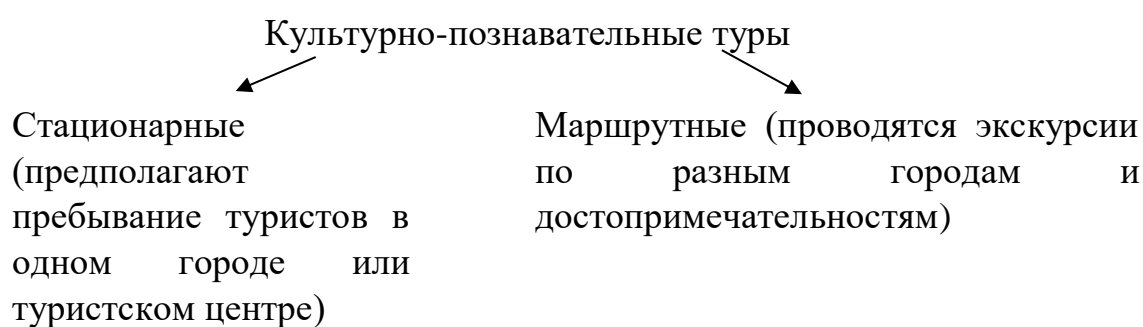 Культурно-познавательные туры
Стационарные
(предполагают
пребывание туристов в
одном городе или
туристском центре)
Маршрутные (проводятся экскурсии
по разным городам и
достопримечательностям)